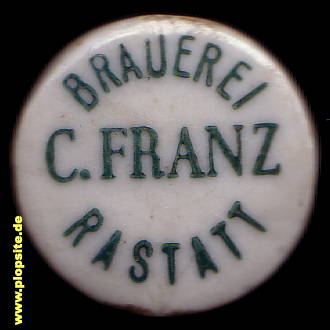 BRAUEREI
C. FRANZ
RASTATT
www.plopsite.de